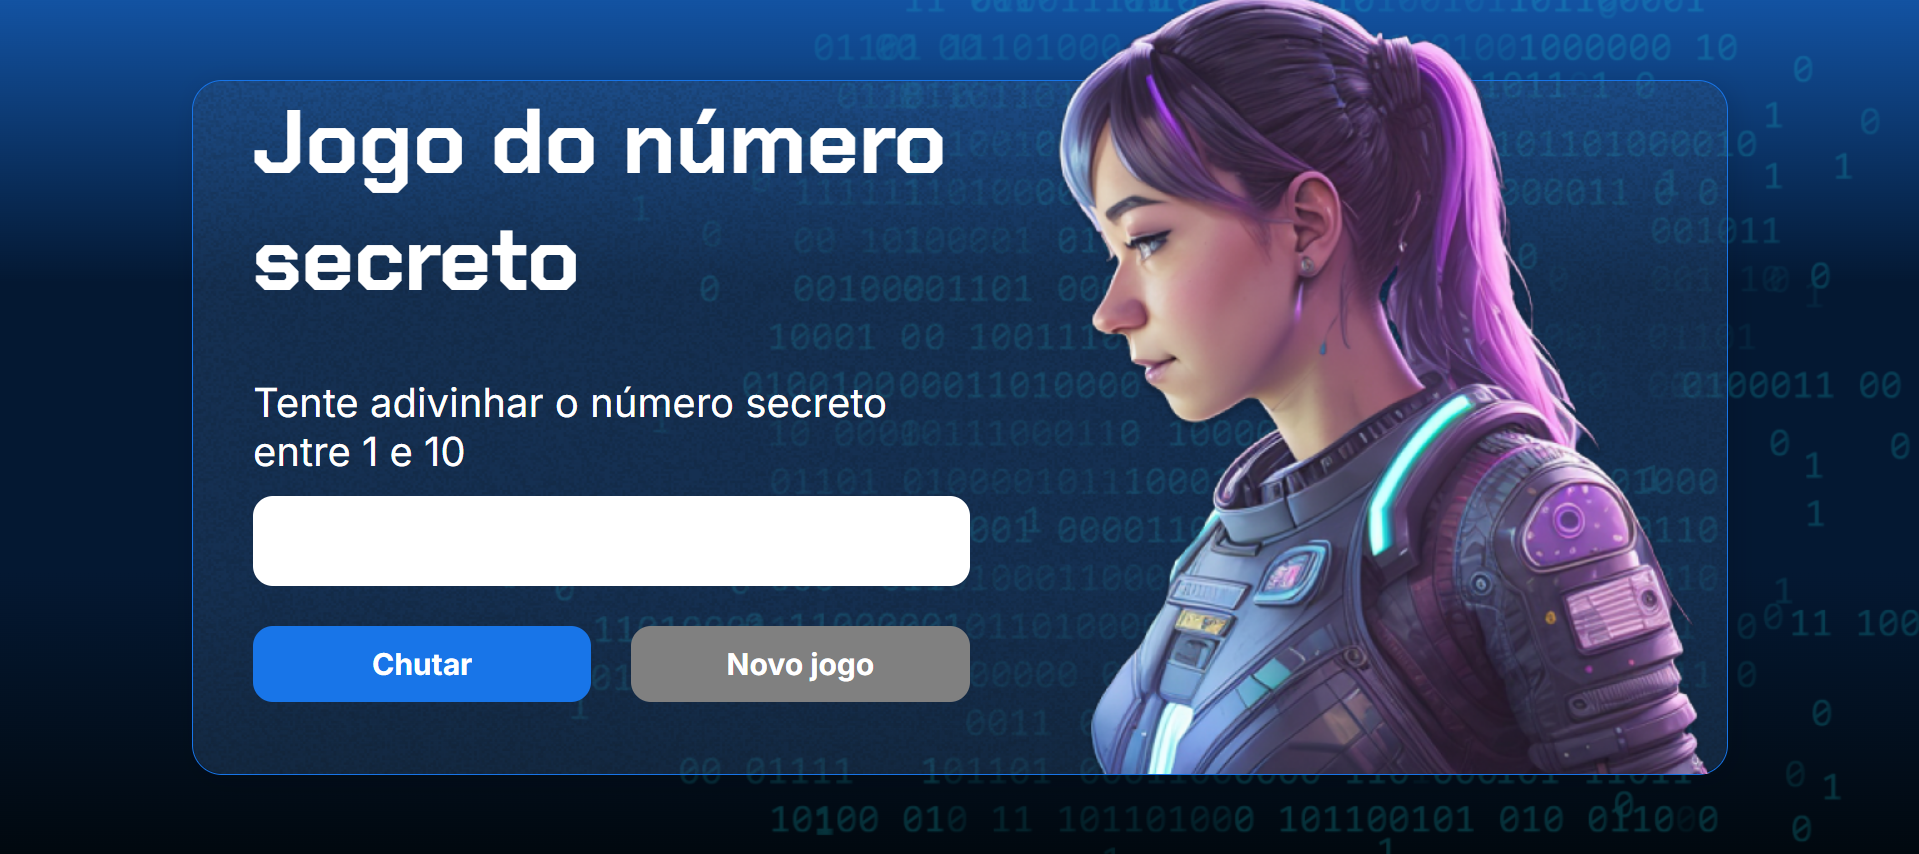 Jogo do número
secreto
Tente adivinhar o número secreto
entre 1 e 10
Chutar
Novo jogo